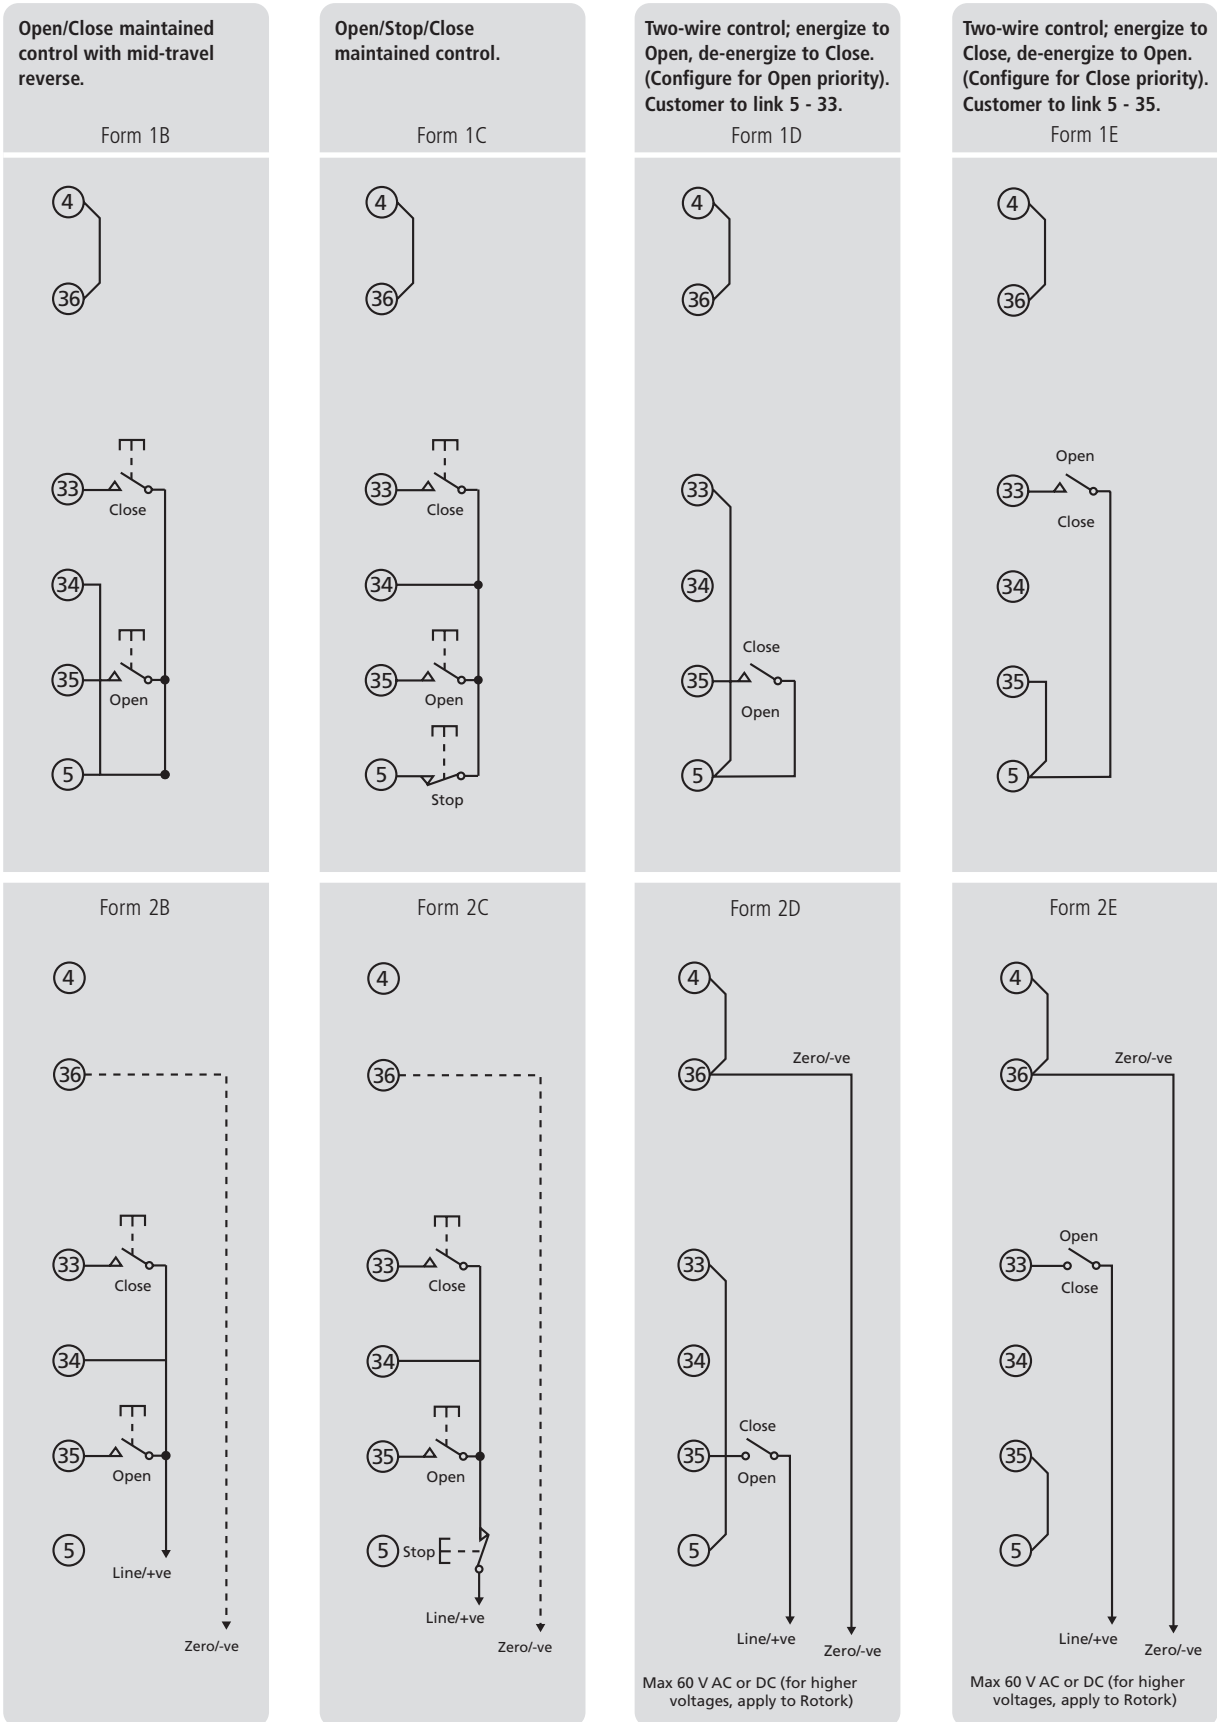 Open/Close maintained
control with mid-travel
reverse.
Form 1B
4
36
33
Close
34
35
Open
5
Open/Stop/Close
maintained control.
Form 1C
4
36
33
Close
34
35
Open
5
Stop
Two-wire control; energize to
Open, de-energize to Close.
(Configure for Open priority).
Customer to link 5 - 33.
Form 1D
4
36
33
34
Close
35
Open
5
Two-wire control; energize to
Close, de-energize to Open.
(Configure for Close priority).
Customer to link 5 - 35.
Form 1E
4
36
Open
33
Close
34
35
5
Form 2B
4
36
33
Close
34
35
Open
5
Line/+ve
Zero/-ve
Form 2C
4
36
33
Close
34
35
Open
5 Stop
Line/+ve
Zero/-ve
Form 2D
4
Zero/-ve
36
33
34
Close
35
Open
5
Line/+ve
Zero/-ve
Max 60 V AC or DC (for higher
voltages, apply to Rotork)
Form 2E
4
Zero/-ve
36
Open
33
Close
34
35
5
Line/+ve
Zero/-ve
Max 60 V AC or DC (for higher
voltages, apply to Rotork)